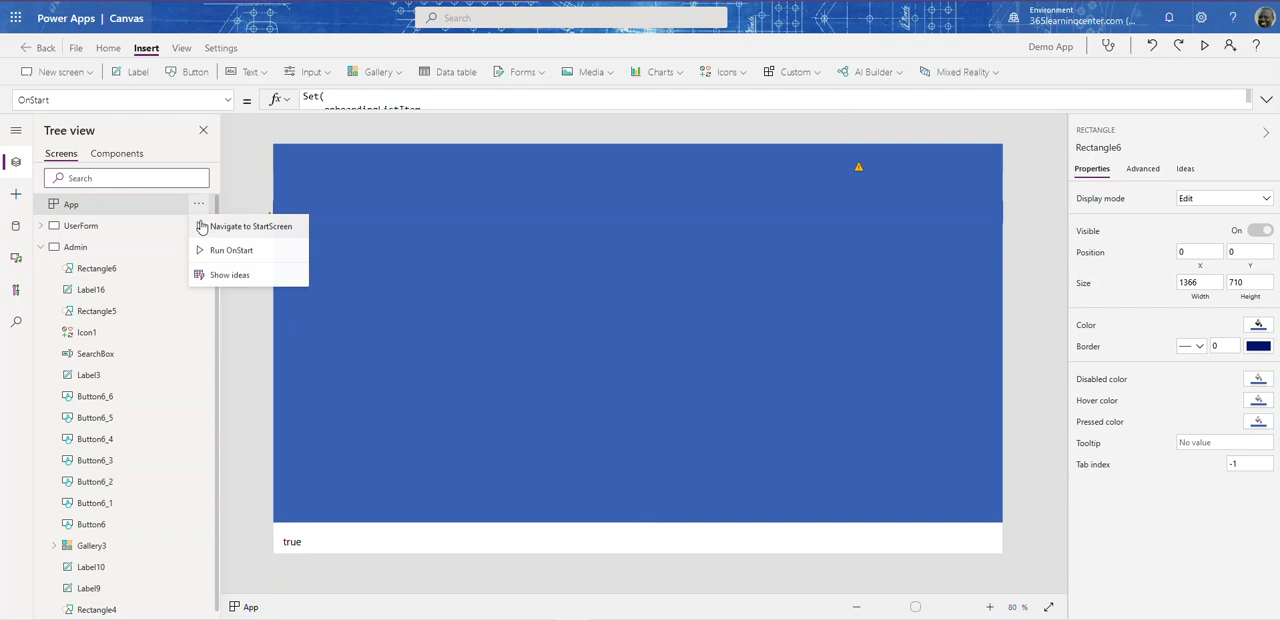 Power Apps | Canvas
Search
Environment
365learningcenter.com (...
Back
File
Home
Insert
View
Settings
Demo App
New screen
Label
Button
Text
Input
Gallery
Data table
Forms
Media
Charts
Icons
Custom
AI Builder
Mixed Reality
OnStart
=
fx
Set(
onboardingListItem
Tree view
Screens
Components
Search
App
...
UserForm
Admin
Rectangle6
Label16
Rectangle5
Icon1
SearchBox
Label3
Button6_6
Button6_5
Button6_4
Button6_3
Button6_2
Button6_1
Button6
Gallery3
Label10
Label9
Rectangle4
Navigate to StartScreen
Run OnStart
Show ideas
true
App
80 %
RECTANGLE
Rectangle6
Properties
Advanced
Ideas
Display mode
Edit
Visible
On
Position
0
0
X
Y
Size
1366
710
Width
Height
Color
Border
0
Disabled color
Hover color
Pressed color
Tooltip
No value
Tab index
-1